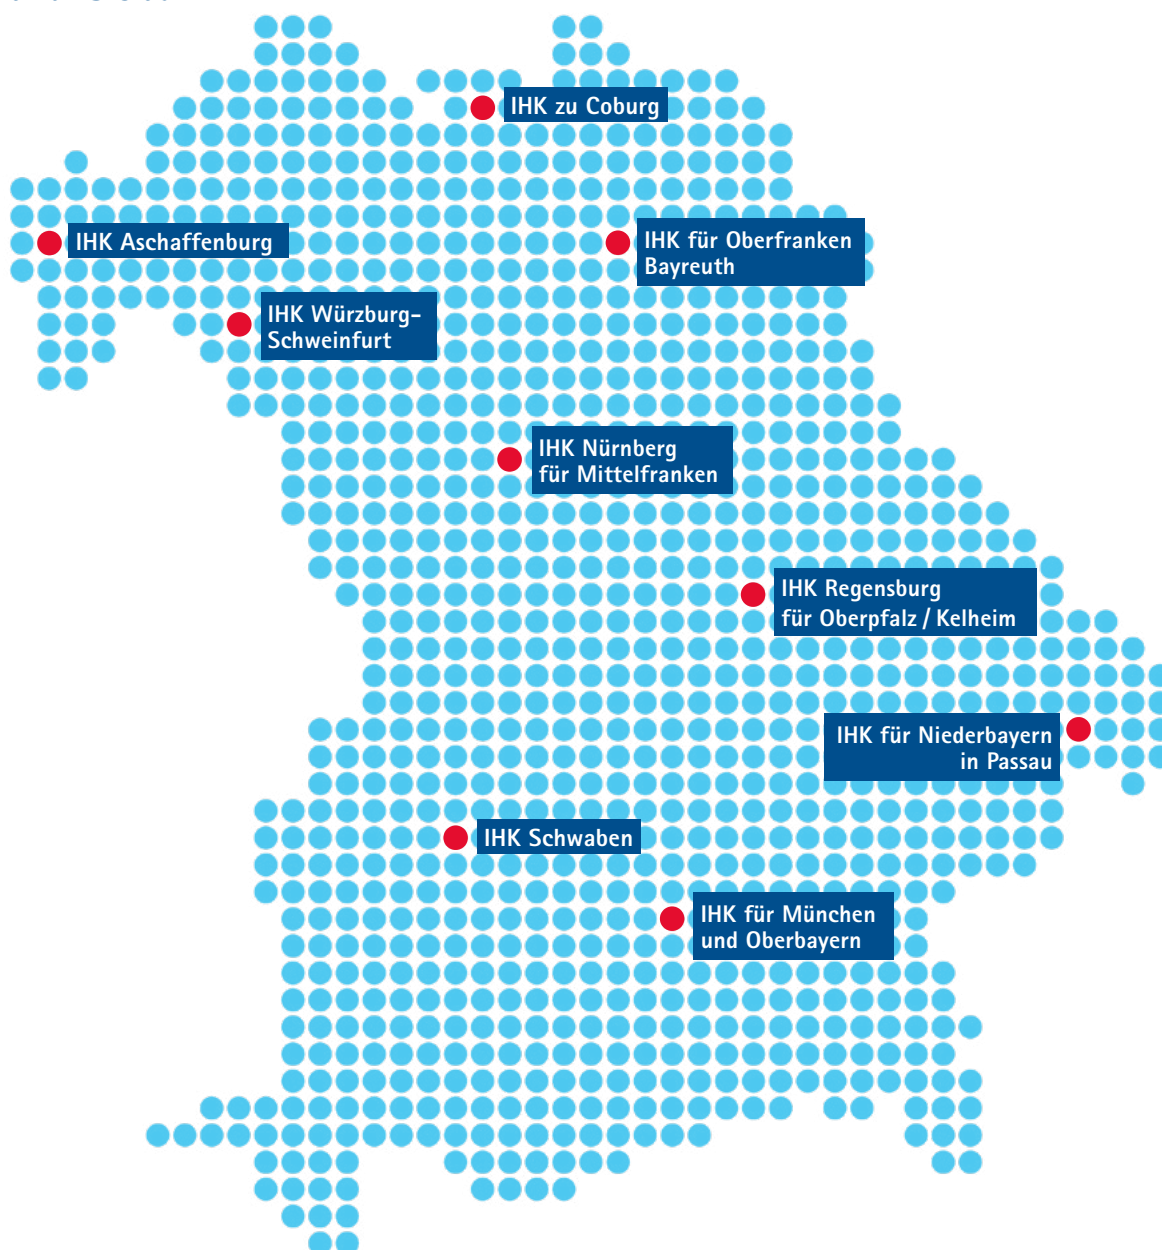 IHK zu Coburg
IHK Aschaffenburg
IHK für Oberfranken
Bayreuth
IHK Würzburg-
Schweinfurt
IHK Nürnberg
für Mittelfranken
IHK Regensburg
für Oberpfalz / Kelheim
IHK für Niederbayern
in Passau
IHK Schwaben
IHK für München
und Oberbayern